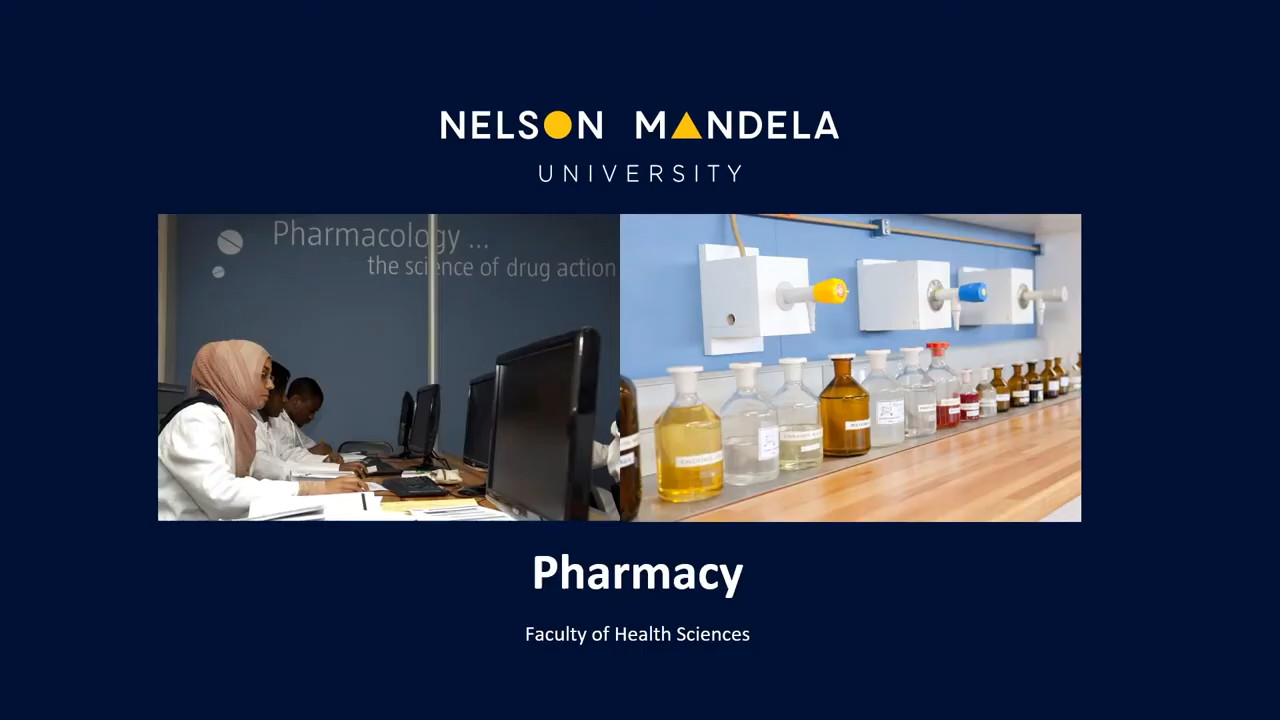 NELSON MANDELA
UNIVERSITY
Pharmacology ...
the science of drug action
Pharmacy
Faculty of Health Sciences